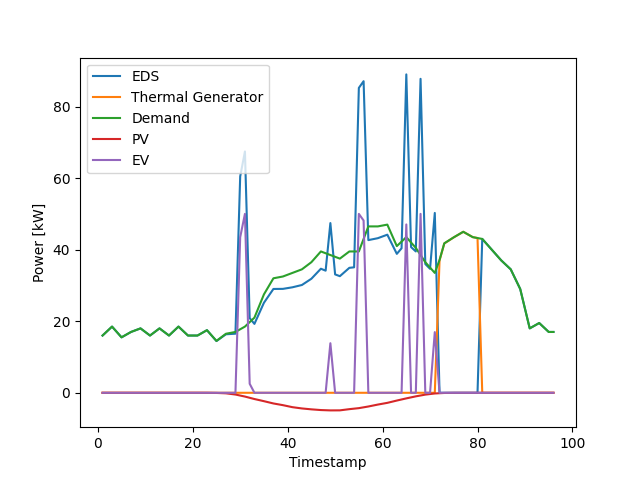 EDS
Thermal Generator
Demand
PV
EV
Power [kW]
80
60
40
20
0
0 20 40 60 80 100
Timestamp